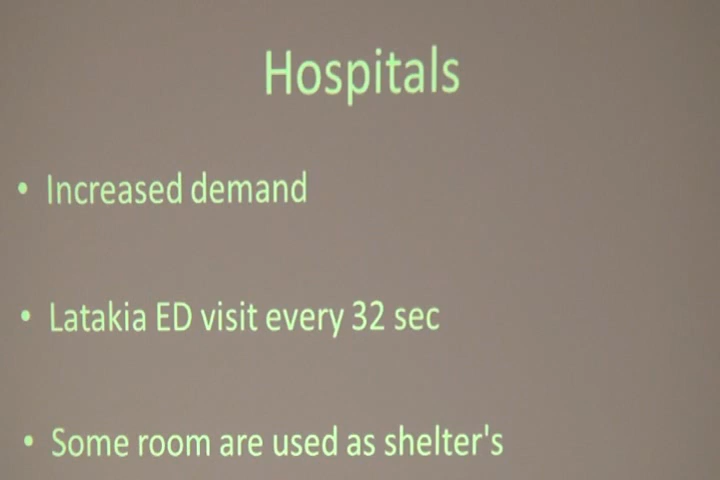 Hospitals
• Increased demand
• Latakia ED visit every 32 sec
• Some room are used as shelter's